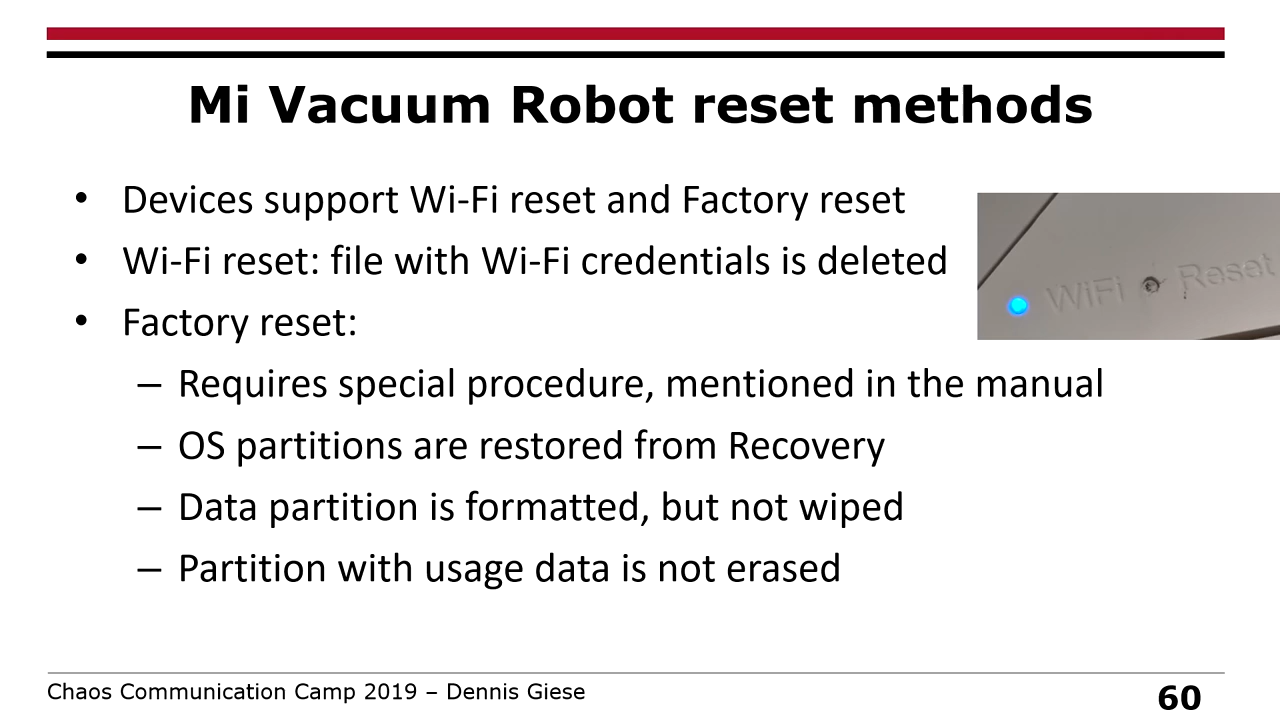 Mi Vacuum Robot reset methods
• Devices support Wi-Fi reset and Factory reset
• Wi-Fi reset: file with Wi-Fi credentials is deleted
• Factory reset:
– Requires special procedure, mentioned in the manual
– OS partitions are restored from Recovery
– Data partition is formatted, but not wiped
– Partition with usage data is not erased
WiFi Reset
Chaos Communication Camp 2019 – Dennis Giese
60